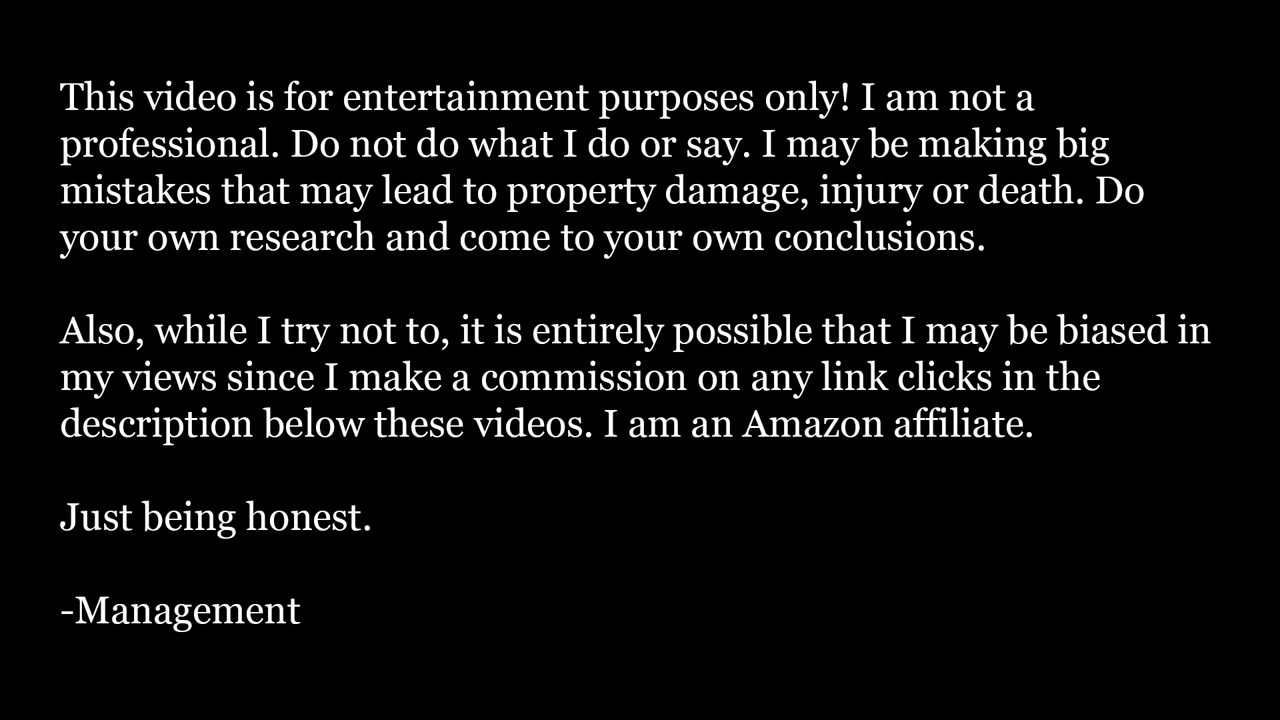 This video is for entertainment purposes only! I am not a
professional. Do not do what I do or say. I may be making big
mistakes that may lead to property damage, injury or death. Do
your own research and come to your own conclusions.
Also, while I try not to, it is entirely possible that I may be biased in
my views since I make a commission on any link clicks in the
description below these videos. I am an Amazon affiliate.
Just being honest.
-Management